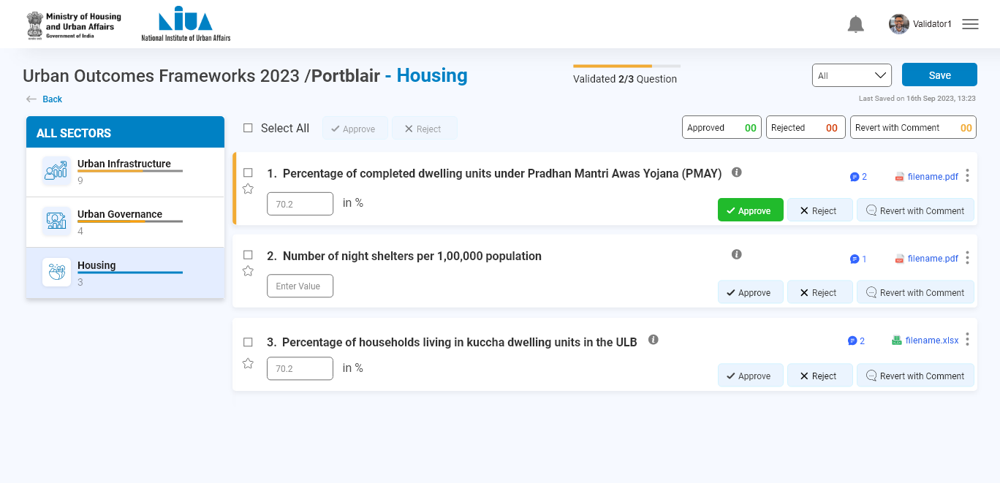 Ministry of Housing
and Urban Affairs
Government of India
NIUA
National Institute of Urban Affairs
Validator1
Urban Outcomes Frameworks 2023 /Portblair - Housing
Validated 2/3 Question
All
Save
Back
Last Saved on 16th Sep 2023, 13:23
ALL SECTORS
Urban Infrastructure
9
Urban Governance
4
Housing
3
Select All
Approve
Reject
Approved 00
Rejected 00
Revert with Comment 00
1. Percentage of completed dwelling units under Pradhan Mantri Awas Yojana (PMAY)
2
filename.pdf
70.2 in %
Approve
Reject
Revert with Comment
2. Number of night shelters per 1,00,000 population
1
filename.pdf
Enter Value
Approve
Reject
Revert with Comment
3. Percentage of households living in kuccha dwelling units in the ULB
2
filename.xlsx
70.2 in %
Approve
Reject
Revert with Comment